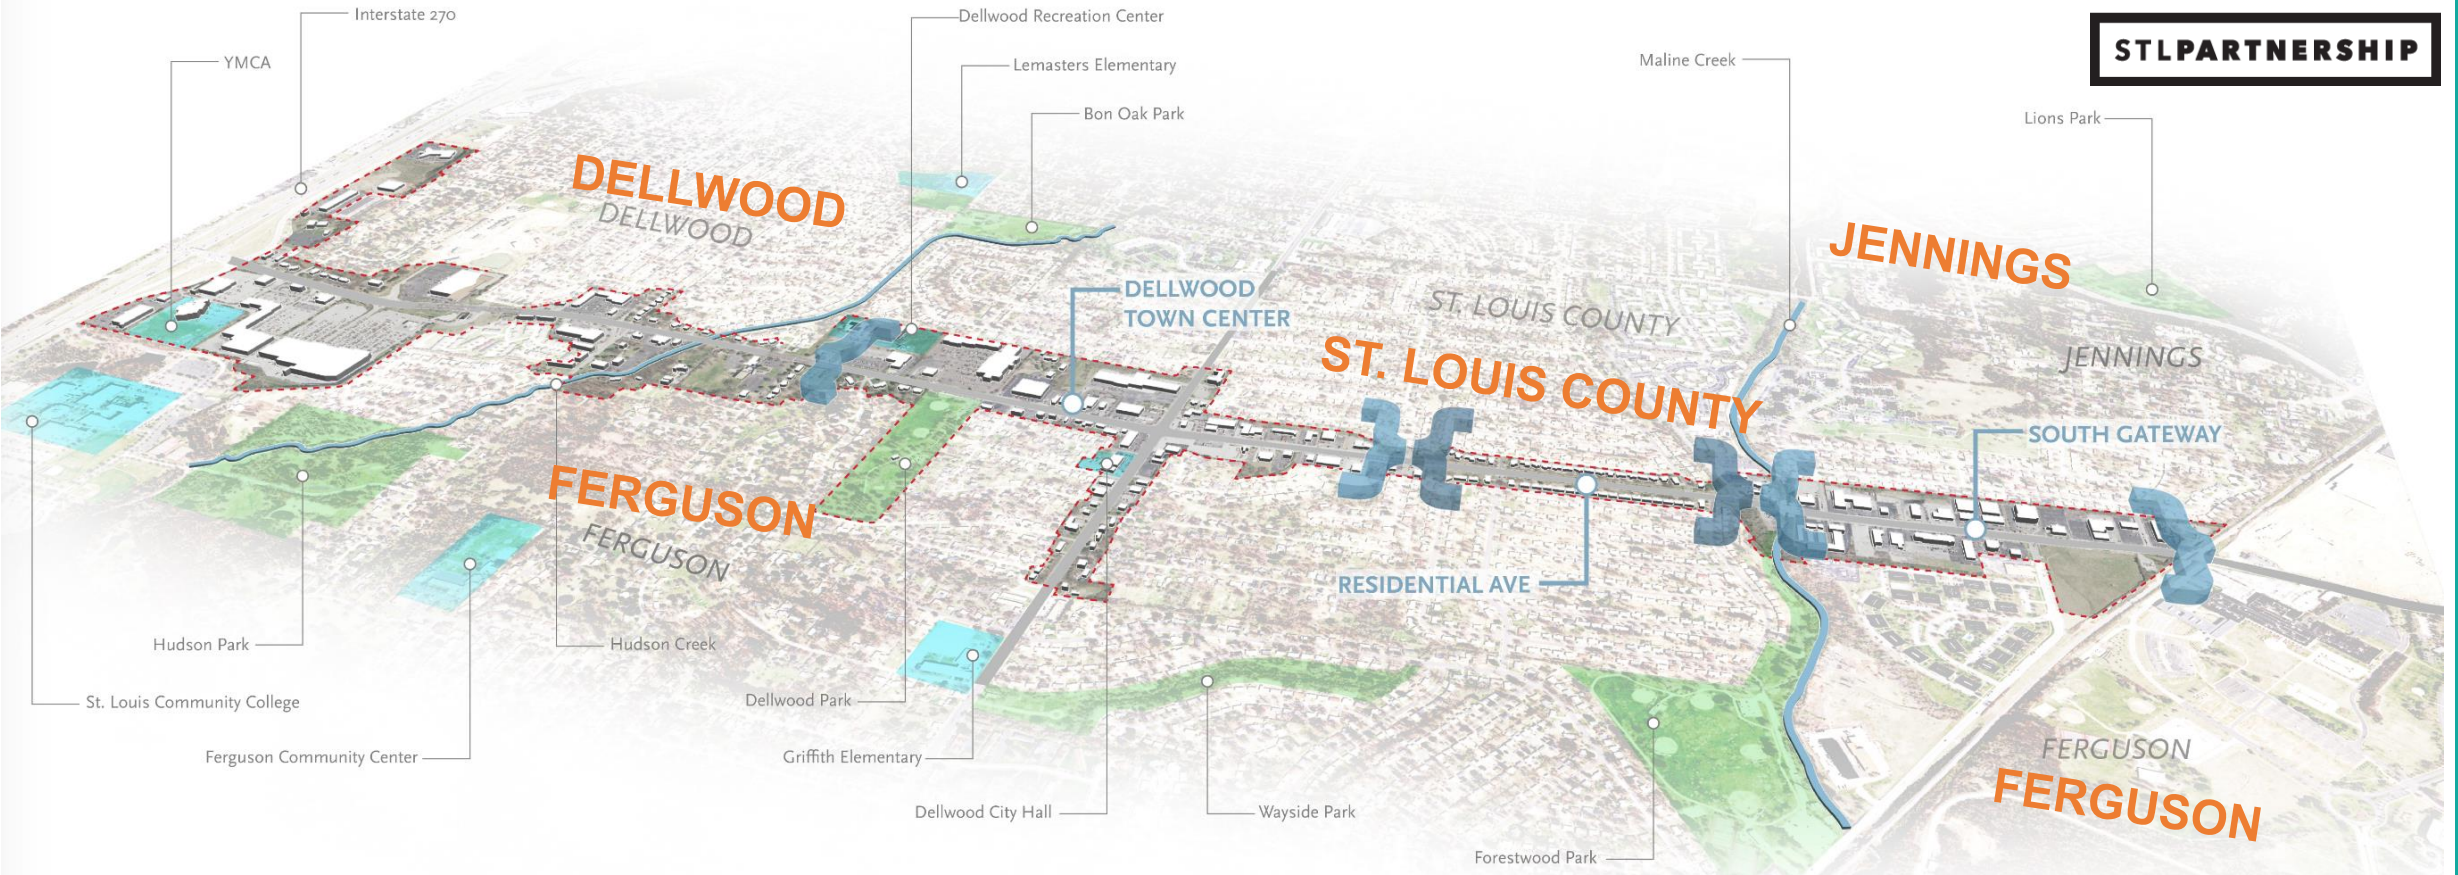 Interstate 270
Dellwood Recreation Center
STLPARTNERSHIP
YMCA
Lemasters Elementary
Maline Creek
Bon Oak Park
Lions Park
DELLWOOD
DELLWOOD
JENNINGS
DELLWOOD
TOWN CENTER
ST. LOUIS COUNTY
ST. LOUIS COUNTY
JENNINGS
SOUTH GATEWAY
FERGUSON
FERGUSON
RESIDENTIAL AVE
Hudson Park
Hudson Creek
St. Louis Community College
Dellwood Park
Ferguson Community Center
Griffith Elementary
FERGUSON
FERGUSON
Dellwood City Hall
Wayside Park
Forestwood Park